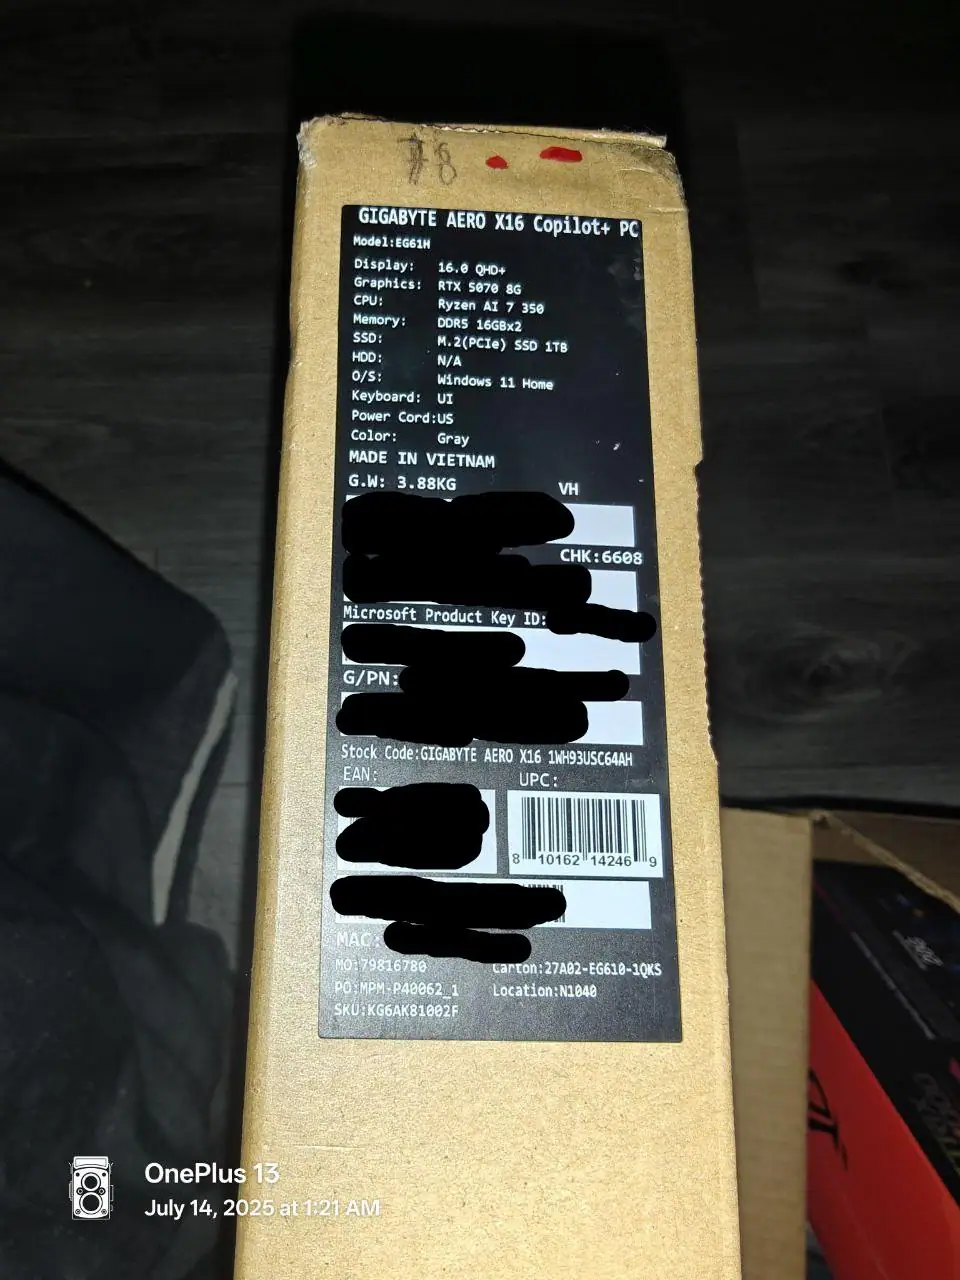 78
GIGABYTE AERO X16 Copilot+ PC
Model:EG61H
Display: 16.0 QHD+
Graphics: RTX 5070 8G
CPU: Ryzen AI 7 350
Memory: DDR5 16GBx2
SSD: M.2(PCIe) SSD 1TB
HDD: N/A
O/S: Windows 11 Home
Keyboard: UI
Power Cord:US
Color: Gray
MADE IN VIETNAM
G.W: 3.88KG VH
CHK:6608
Microsoft Product Key ID:
G/PN:
Stock Code:GIGABYTE AERO X16 1WH93USC64AH
EAN: UPC:
8 10162 14246 9
MAC:
MO:79816780 Carton:27A02-EG610-1QKS
PO:MPM-P40062_1 Location:N1040
SKU:KG6AK81002F
OnePlus 13
July 14, 2025 at 1:21 AM